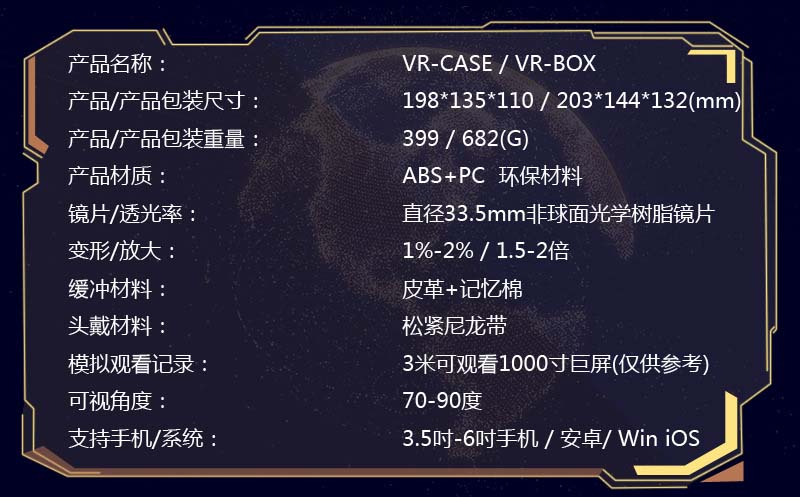 产品名称： VR-CASE / VR-BOX
产品/产品包装尺寸： 198*135*110 / 203*144*132(mm)
产品/产品包装重量： 399 / 682(G)
产品材质： ABS+PC 环保材料
镜片/透光率： 直径33.5mm非球面光学树脂镜片
变形/放大： 1%-2% / 1.5-2倍
缓冲材料： 皮革+记忆棉
头戴材料： 松紧尼龙带
模拟观看记录： 3米可观看1000寸巨屏(仅供参考)
可视角度： 70-90度
支持手机/系统： 3.5吋-6吋手机 / 安卓/ Win iOS